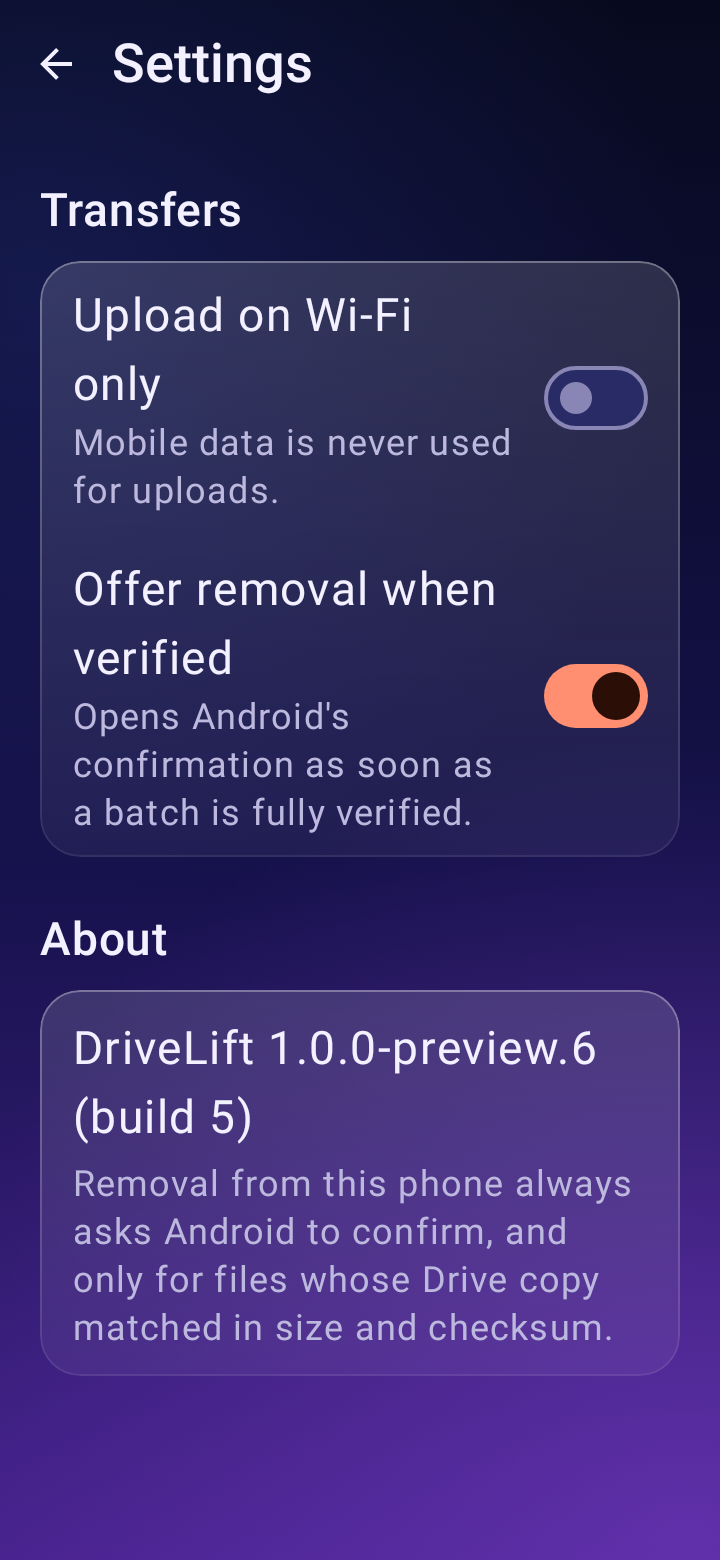 Settings
Transfers
Upload on Wi-Fi
only
Mobile data is never used
for uploads.
Offer removal when
verified
Opens Android's
confirmation as soon as
a batch is fully verified.
About
DriveLift 1.0.0-preview.6
(build 5)
Removal from this phone always
asks Android to confirm, and
only for files whose Drive copy
matched in size and checksum.